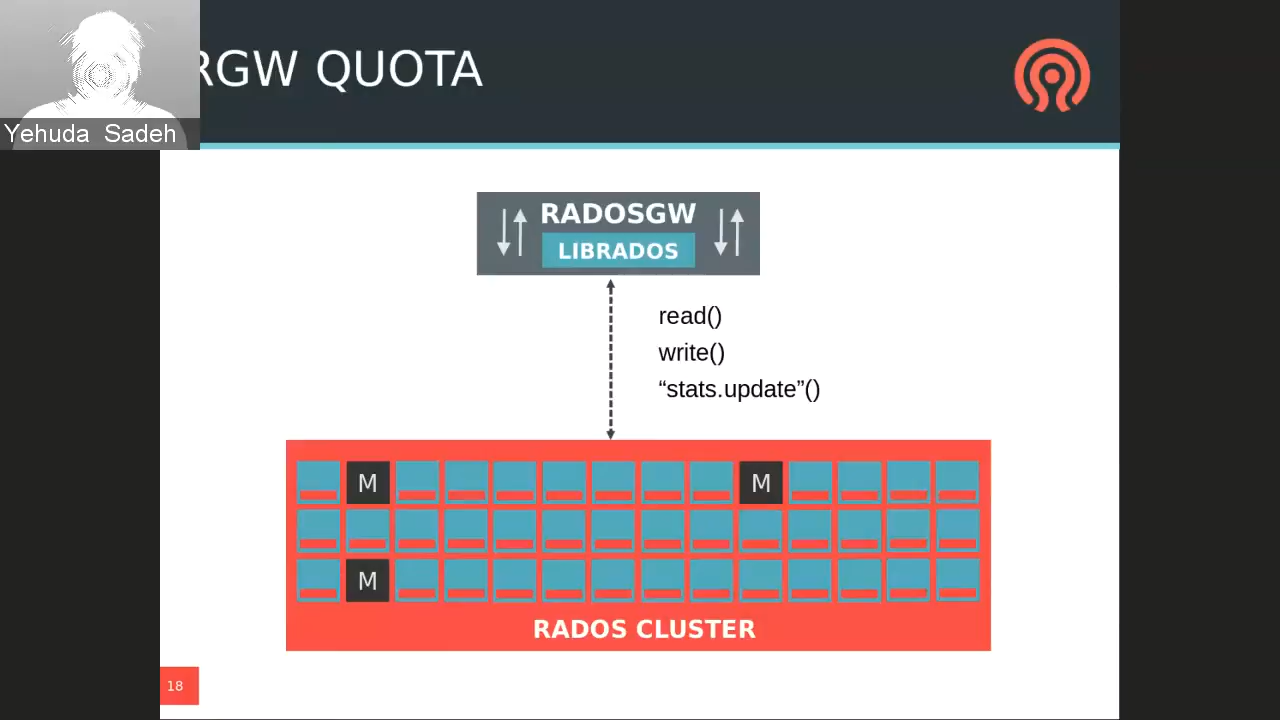 RGW QUOTA
Yehuda Sadeh
RADOSGW
LIBRADOS
read()
write()
“stats.update”()
M
M
M
RADOS CLUSTER
18